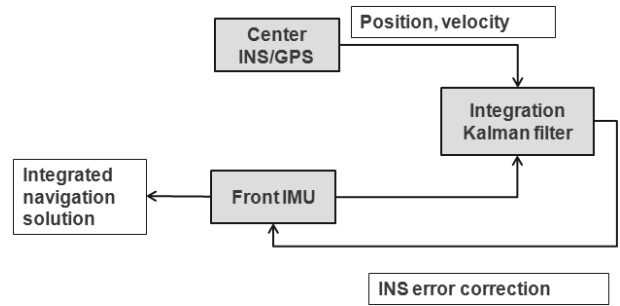 Center
INS/GPS
Position, velocity
Integration
Kalman filter
Integrated
navigation
solution
Front IMU
INS error correction